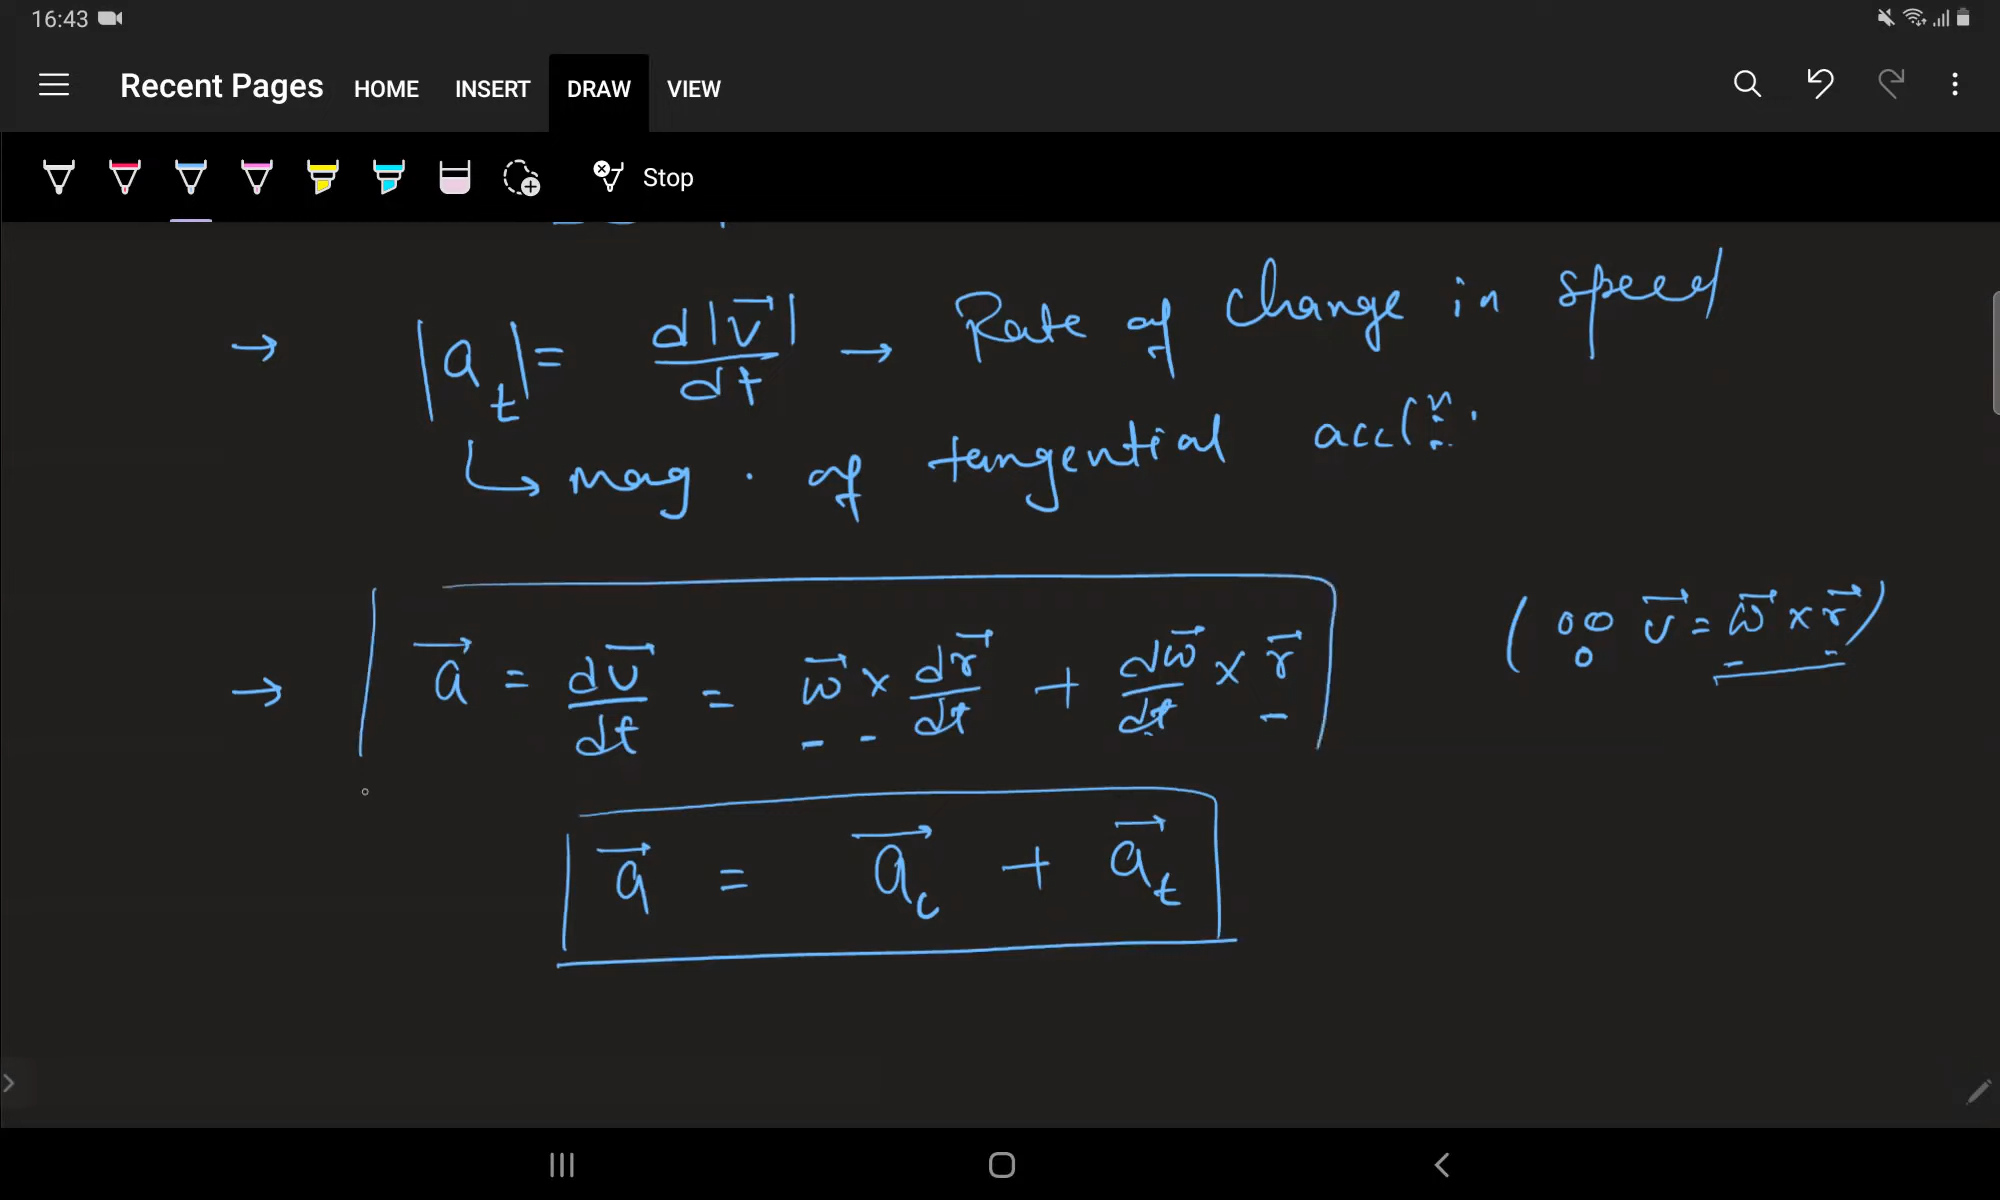 16:43
Recent Pages HOME INSERT DRAW VIEW
Stop
→ |a_t| = d|v⃗|/dt → Rate of change in speed
↳ mag. of tangential accⁿ.
→ a⃗ = dv⃗/dt = ω⃗ × dr⃗/dt + dω⃗/dt × r⃗ (∵ v⃗ = ω⃗ × r⃗)
a⃗ = a⃗_c + a⃗_t